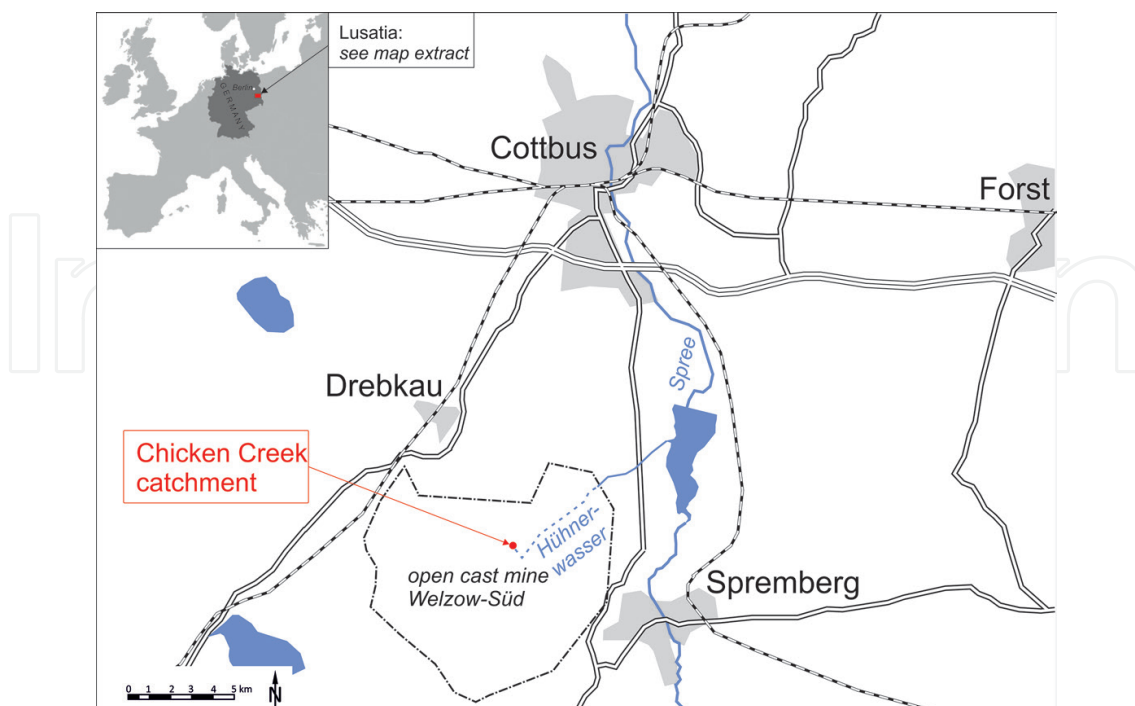 Lusatia:
see map extract
Berlin
GERMANY
Cottbus
Forst
Spree
Drebkau
Chicken Creek
catchment
Hühner-
wasser
open cast mine
Welzow-Süd
Spremberg
0 1 2 3 4 5 km
N